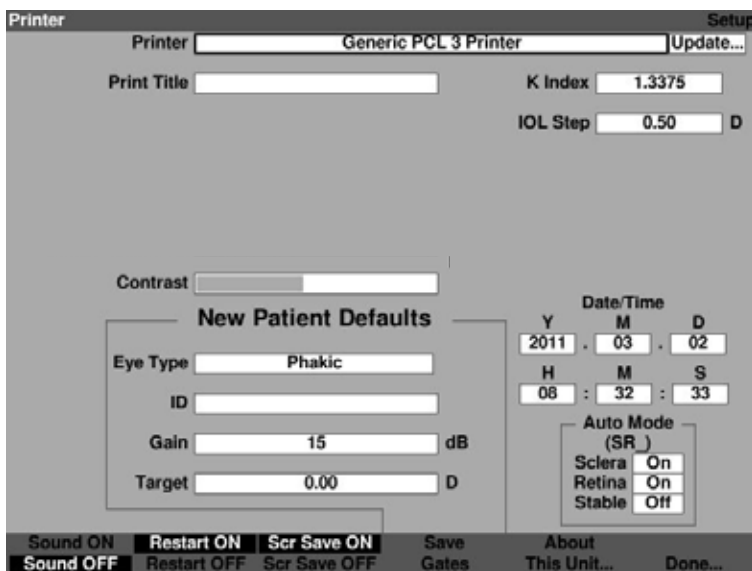 Printer Setup
Printer Generic PCL 3 Printer Update...
Print Title K Index 1.3375
IOL Step 0.50 D
Contrast
New Patient Defaults
Date/Time
Y M D
2011 . 03 . 02
Eye Type Phakic
H M S
08 : 32 : 33
ID
Auto Mode
(SR_)
Gain 15 dB
Sclera On
Retina On
Target 0.00 D
Stable Off
Sound ON Restart ON Scr Save ON Save About
Sound OFF Restart OFF Scr Save OFF Gates This Unit... Done...